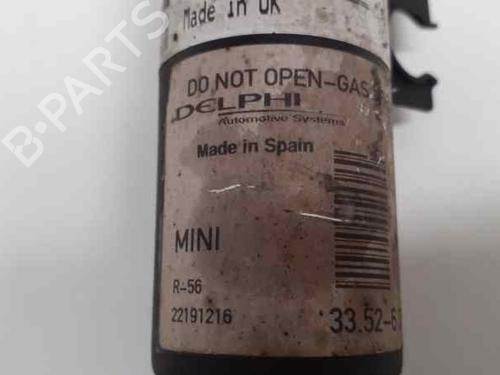 Made in UK
DO NOT OPEN-GAS
DELPHI
Automotive Systems
Made in Spain
MINI
R-56
22191216
33.52-6
B-PARTS